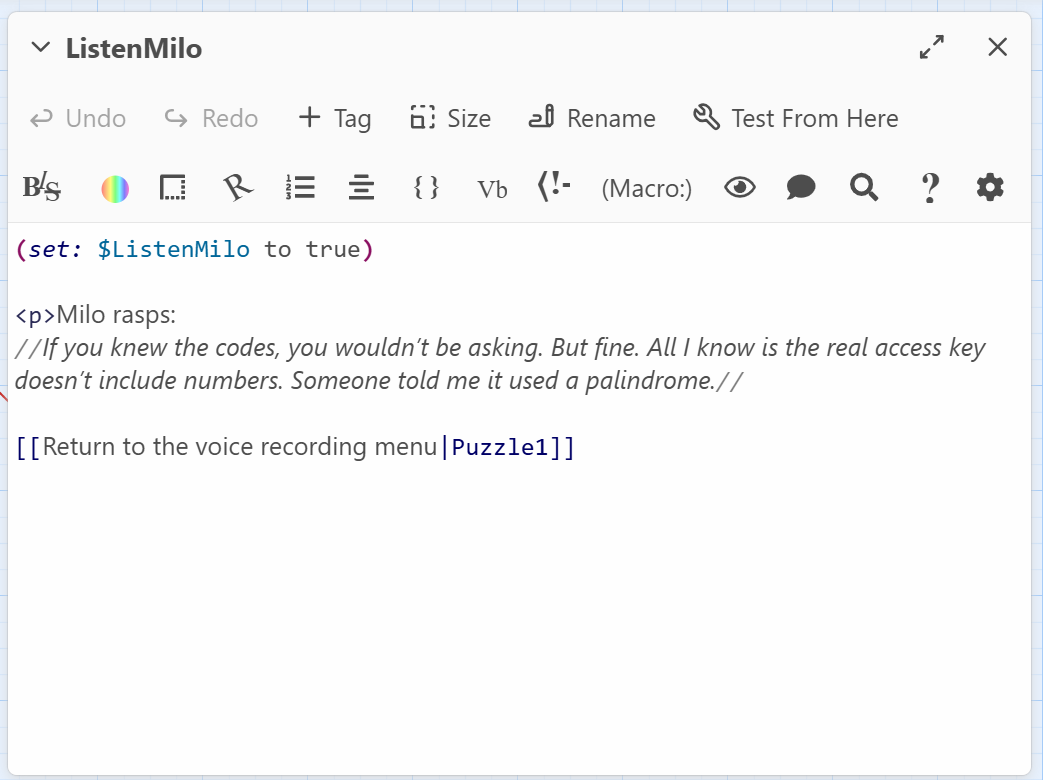 ListenMilo
Undo Redo + Tag Size Rename Test From Here
BIS { } Vb (!- (Macro:) ?
(set: $ListenMilo to true)
<p>Milo rasps:
//If you knew the codes, you wouldn’t be asking. But fine. All I know is the real access key
doesn’t include numbers. Someone told me it used a palindrome.//
[[Return to the voice recording menu|Puzzle1]]